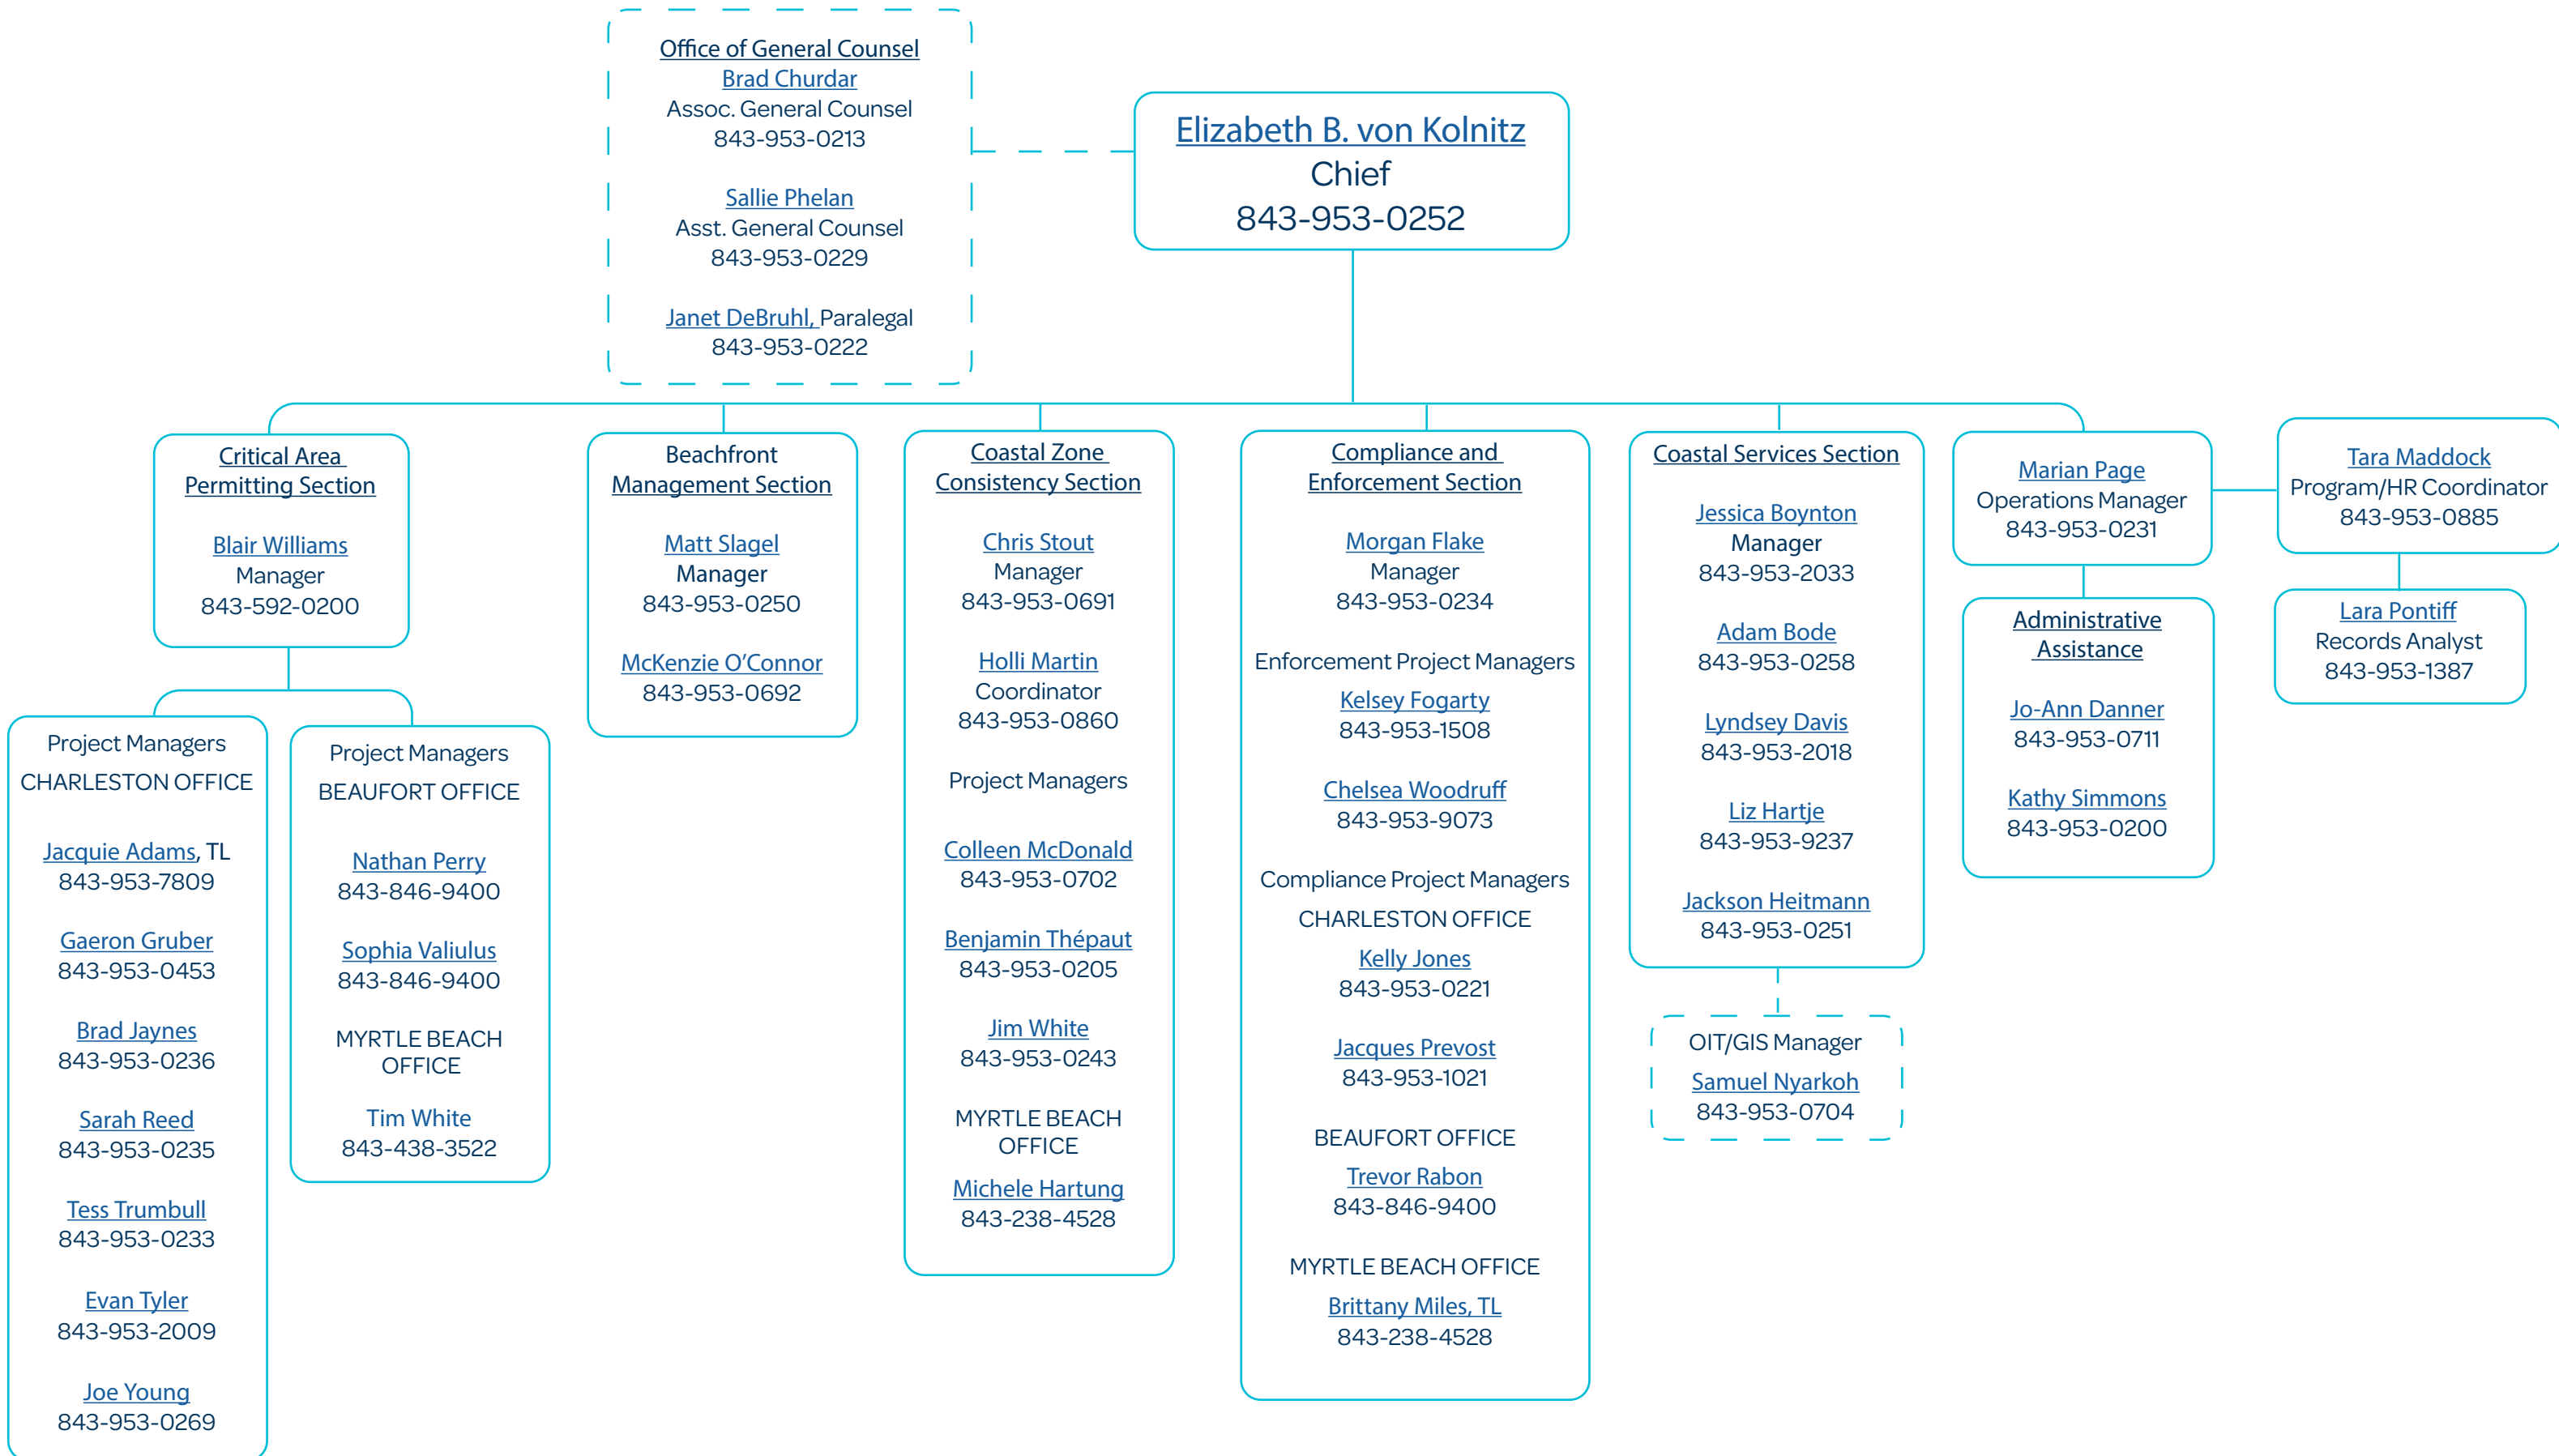 Office of General Counsel
Brad Churdar
Assoc. General Counsel
843-953-0213
Sallie Phelan
Asst. General Counsel
843-953-0229
Janet DeBruhl, Paralegal
843-953-0222
Elizabeth B. von Kolnitz
Chief
843-953-0252
Critical Area
Permitting Section
Blair Williams
Manager
843-592-0200
Project Managers
CHARLESTON OFFICE
Jacquie Adams, TL
843-953-7809
Gaeron Gruber
843-953-0453
Brad Jaynes
843-953-0236
Sarah Reed
843-953-0235
Tess Trumbull
843-953-0233
Evan Tyler
843-953-2009
Joe Young
843-953-0269
Project Managers
BEAUFORT OFFICE
Nathan Perry
843-846-9400
Sophia Valiulus
843-846-9400
MYRTLE BEACH
OFFICE
Tim White
843-438-3522
Beachfront
Management Section
Matt Slagel
Manager
843-953-0250
McKenzie O’Connor
843-953-0692
Coastal Zone
Consistency Section
Chris Stout
Manager
843-953-0691
Holli Martin
Coordinator
843-953-0860
Project Managers
Colleen McDonald
843-953-0702
Benjamin Thépaut
843-953-0205
Jim White
843-953-0243
MYRTLE BEACH
OFFICE
Michele Hartung
843-238-4528
Compliance and
Enforcement Section
Morgan Flake
Manager
843-953-0234
Enforcement Project Managers
Kelsey Fogarty
843-953-1508
Chelsea Woodruff
843-953-9073
Compliance Project Managers
CHARLESTON OFFICE
Kelly Jones
843-953-0221
Jacques Prevost
843-953-1021
BEAUFORT OFFICE
Trevor Rabon
843-846-9400
MYRTLE BEACH OFFICE
Brittany Miles, TL
843-238-4528
Coastal Services Section
Jessica Boynton
Manager
843-953-2033
Adam Bode
843-953-0258
Lyndsey Davis
843-953-2018
Liz Hartje
843-953-9237
Jackson Heitmann
843-953-0251
OIT/GIS Manager
Samuel Nyarkoh
843-953-0704
Marian Page
Operations Manager
843-953-0231
Administrative
Assistance
Jo-Ann Danner
843-953-0711
Kathy Simmons
843-953-0200
Tara Maddock
Program/HR Coordinator
843-953-0885
Lara Pontiff
Records Analyst
843-953-1387